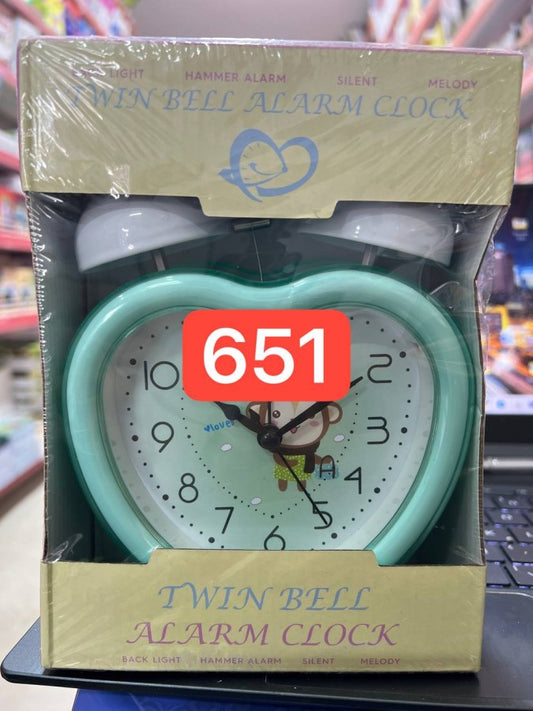 BACK LIGHT HAMMER ALARM SILENT MELODY
TWIN BELL ALARM CLOCK
651
10 2
9 love 3
8
7 5
6
TWIN BELL
ALARM CLOCK
BACK LIGHT HAMMER ALARM SILENT MELODY